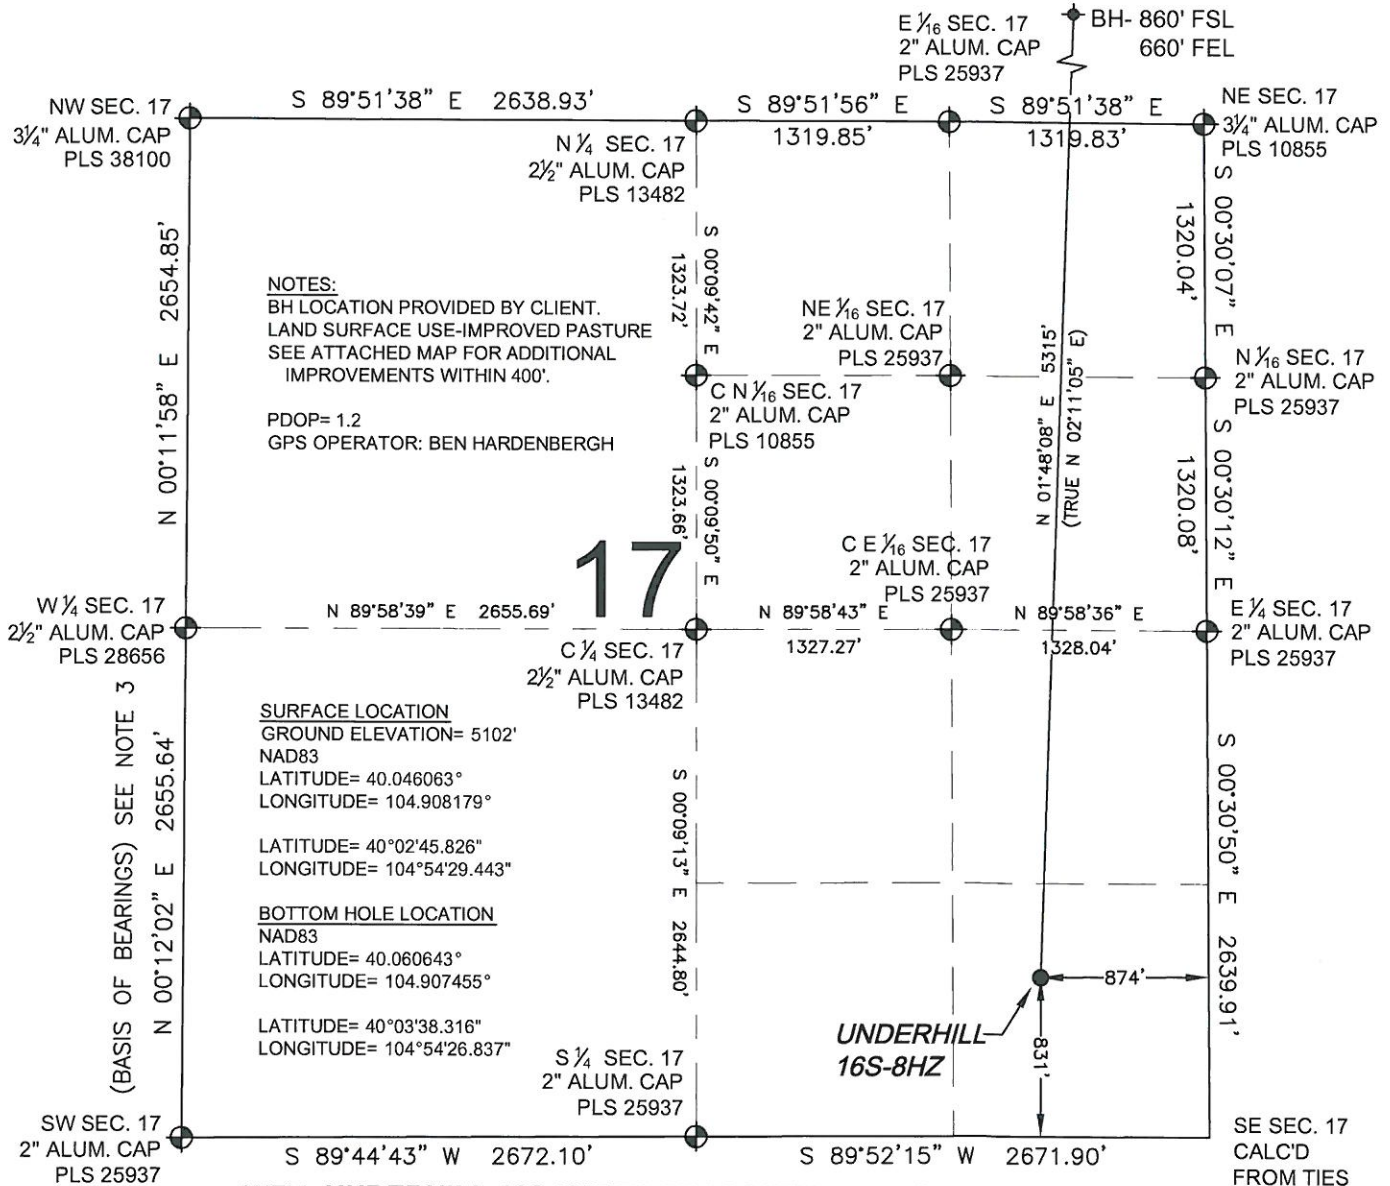 E 1/16 SEC. 17
2" ALUM. CAP
PLS 25937
BH- 860' FSL
660' FEL
NW SEC. 17
3¼" ALUM. CAP
PLS 38100
S 89°51'38" E 2638.93'
N ¼ SEC. 17
2½" ALUM. CAP
PLS 13482
S 89°51'56" E
1319.85'
S 89°51'38" E
1319.83'
NE SEC. 17
3¼" ALUM. CAP
PLS 10855
N 00°11'58" E 2654.85'
NOTES:
BH LOCATION PROVIDED BY CLIENT.
LAND SURFACE USE-IMPROVED PASTURE
SEE ATTACHED MAP FOR ADDITIONAL
IMPROVEMENTS WITHIN 400'.
PDOP= 1.2
GPS OPERATOR: BEN HARDENBERGH
S 00°09'42" E
1323.72'
NE 1/16 SEC. 17
2" ALUM. CAP
PLS 25937
C N 1/16 SEC. 17
2" ALUM. CAP
PLS 10855
N 01°48'08" E 5315'
(TRUE N 02°11'05" E)
S 00°30'07" E
1320.04'
N 1/16 SEC. 17
2" ALUM. CAP
PLS 25937
S 00°09'50" E
1323.66'
S 00°30'12" E
1320.08'
17
C E 1/16 SEC. 17
2" ALUM. CAP
PLS 25937
W ¼ SEC. 17
2½" ALUM. CAP
PLS 28656
N 89°58'39" E 2655.69'
C ¼ SEC. 17
2½" ALUM. CAP
PLS 13482
N 89°58'43" E
1327.27'
N 89°58'36" E
1328.04'
E ¼ SEC. 17
2" ALUM. CAP
PLS 25937
(BASIS OF BEARINGS) SEE NOTE 3
N 00°12'02" E 2655.64'
SURFACE LOCATION
GROUND ELEVATION= 5102'
NAD83
LATITUDE= 40.046063°
LONGITUDE= 104.908179°
LATITUDE= 40°02'45.826"
LONGITUDE= 104°54'29.443"
BOTTOM HOLE LOCATION
NAD83
LATITUDE= 40.060643°
LONGITUDE= 104.907455°
LATITUDE= 40°03'38.316"
LONGITUDE= 104°54'26.837"
S 00°09'13" E 2644.80'
S 00°30'50" E 2639.91'
874'
UNDERHILL
16S-8HZ
831'
S ¼ SEC. 17
2" ALUM. CAP
PLS 25937
SW SEC. 17
2" ALUM. CAP
PLS 25937
S 89°44'43" W 2672.10'
S 89°52'15" W 2671.90'
SE SEC. 17
CALC'D
FROM TIES